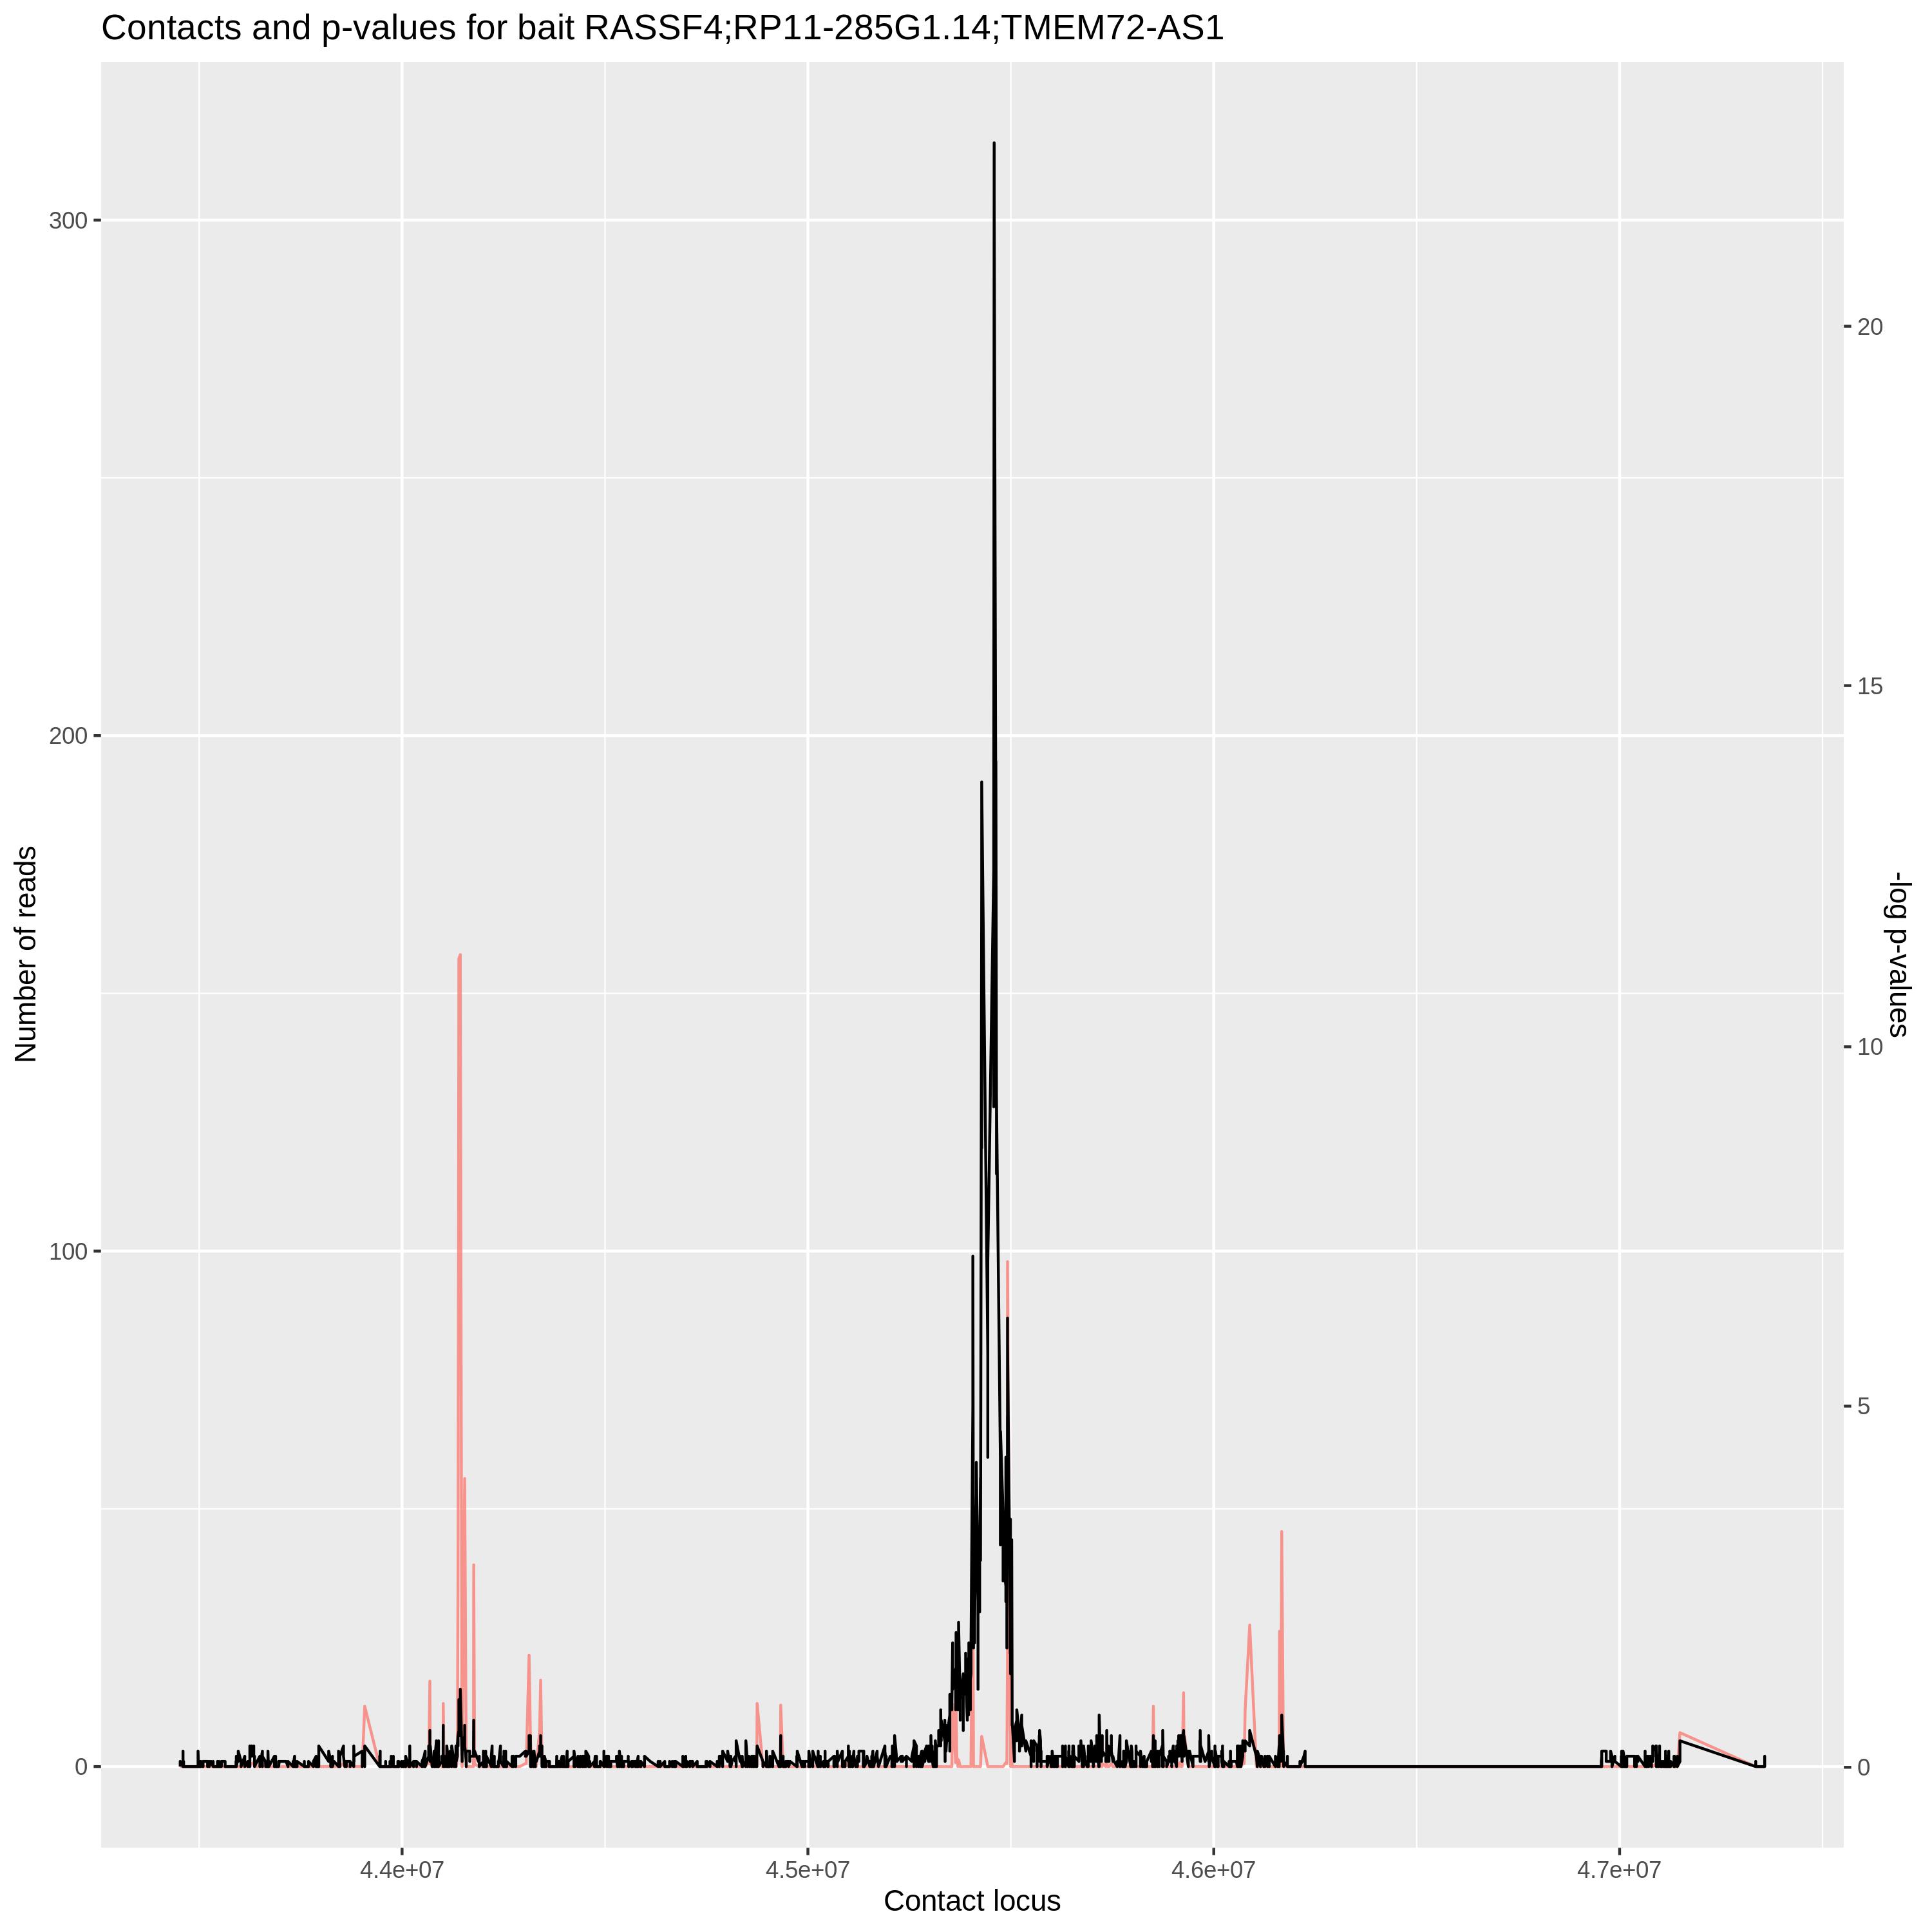 Contacts and p-values for bait RASSF4;RP11-285G1.14;TMEM72-AS1
300
200
100
0
Number of reads
20
15
10
5
0
-log p-values
4.4e+07
4.5e+07
4.6e+07
4.7e+07
Contact locus